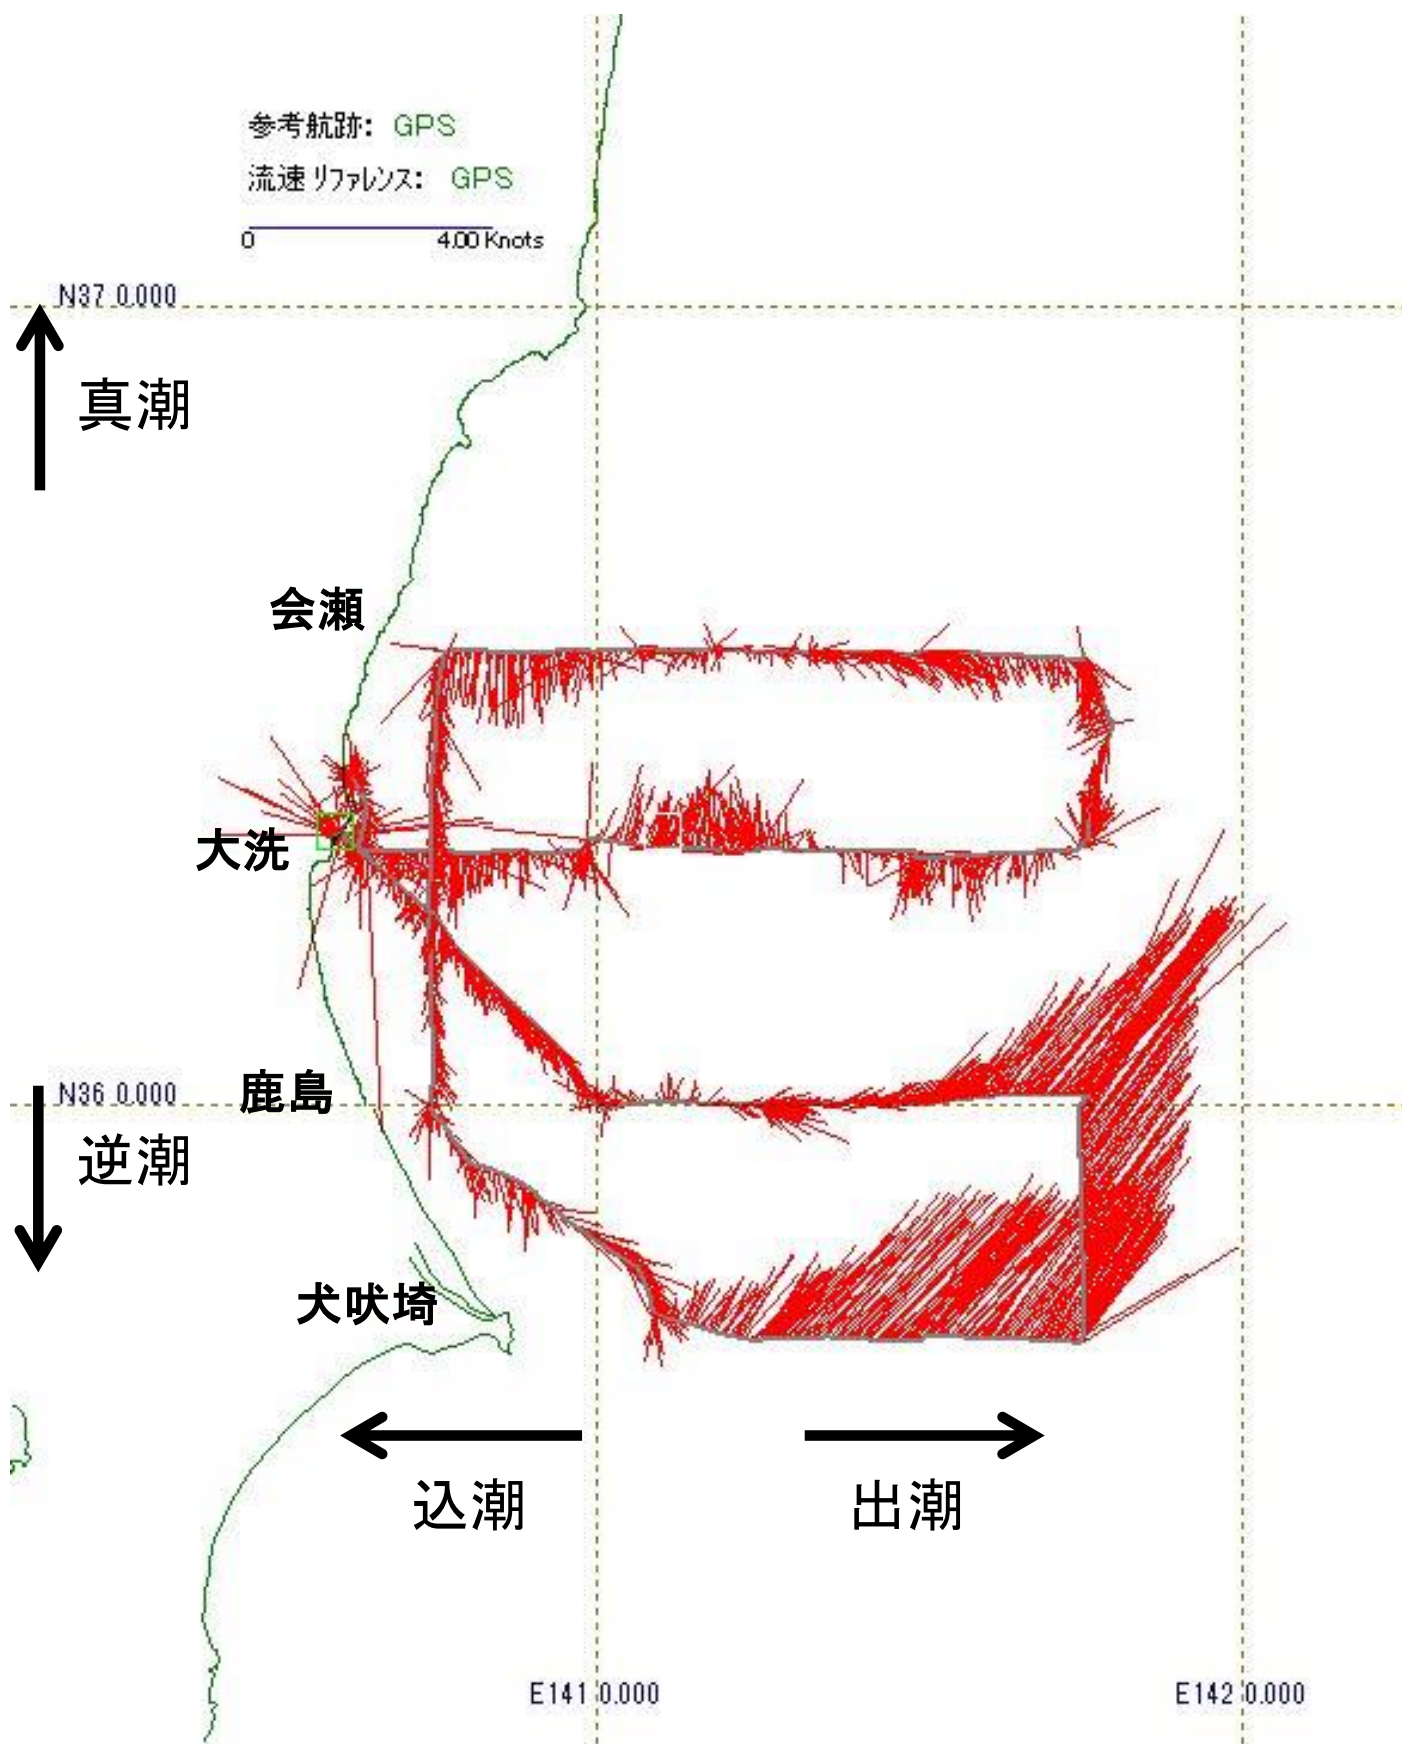 参考航跡: GPS
流速リファレンス: GPS
0 4.00 Knots
N37 0.000
真潮
会瀬
大洗
N36 0.000
鹿島
逆潮
犬吠埼
込潮
出潮
E141 0.000
E142 0.000